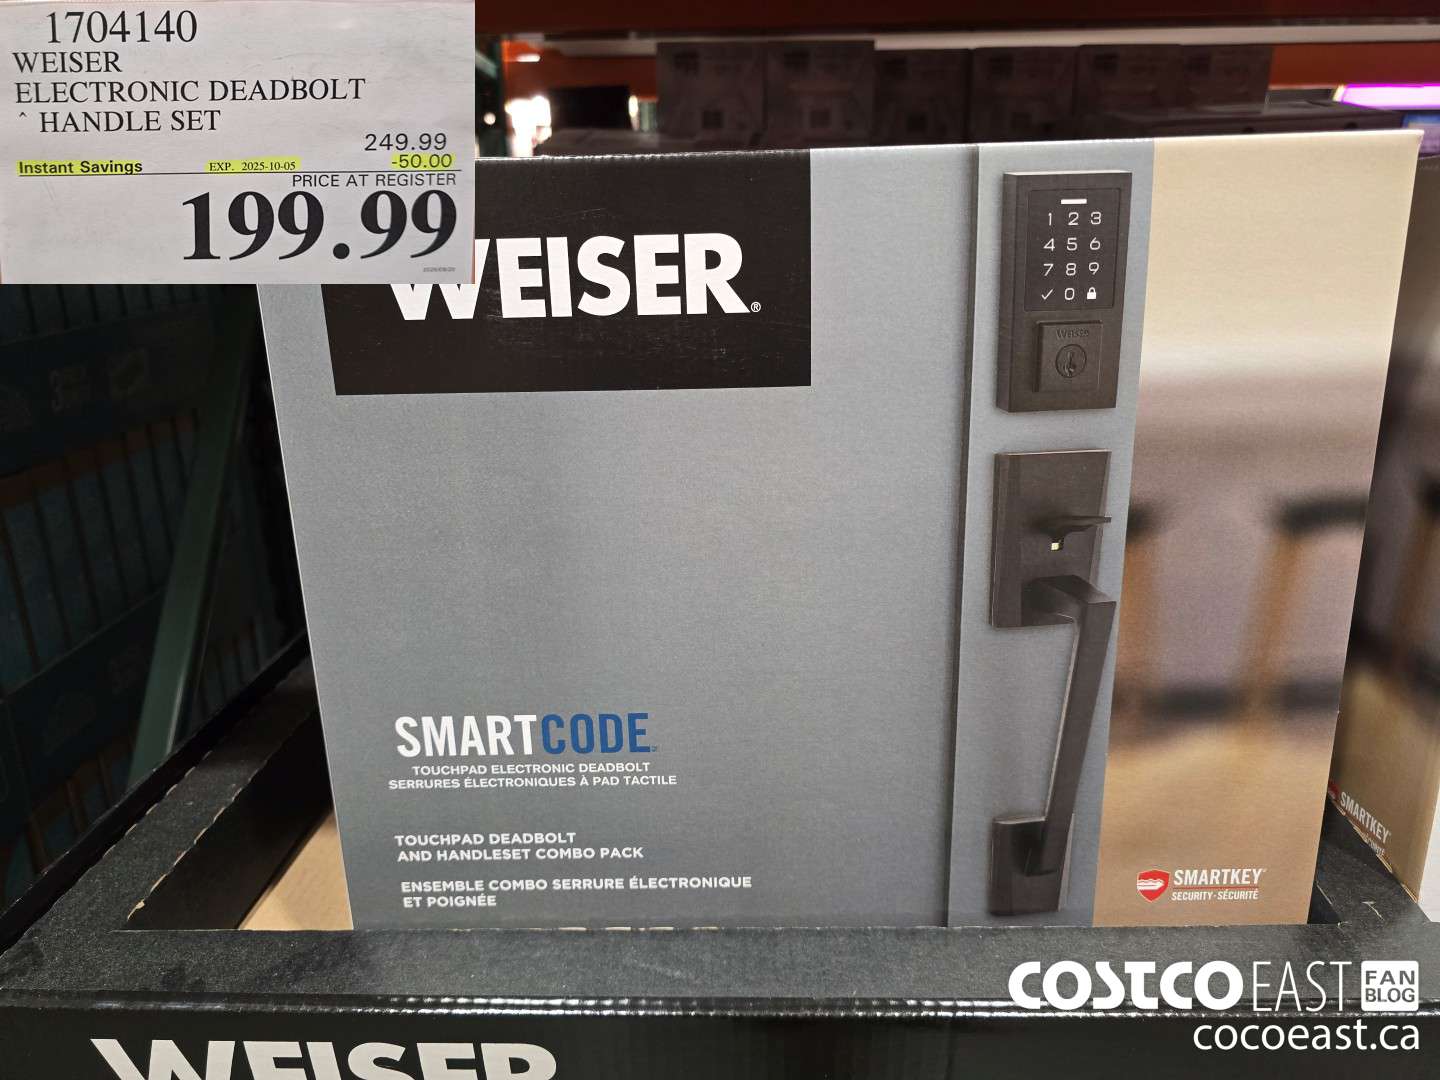 1704140
WEISER
ELECTRONIC DEADBOLT
^ HANDLE SET
249.99
Instant Savings EXP. 2025-10-05 -50.00
PRICE AT REGISTER
199.99
WEISER®
1 2 3
4 5 6
7 8 9
✓ 0
WEISER
SMARTCODE
TOUCHPAD ELECTRONIC DEADBOLT
SERRURES ÉLECTRONIQUES À PAD TACTILE
TOUCHPAD DEADBOLT
AND HANDLESET COMBO PACK
ENSEMBLE COMBO SERRURE ÉLECTRONIQUE
ET POIGNÉE
SMARTKEY
SECURITY·SÉCURITÉ
SMARTKEY
COSTCO EAST FAN
BLOG
cocoeast.ca
WEISER